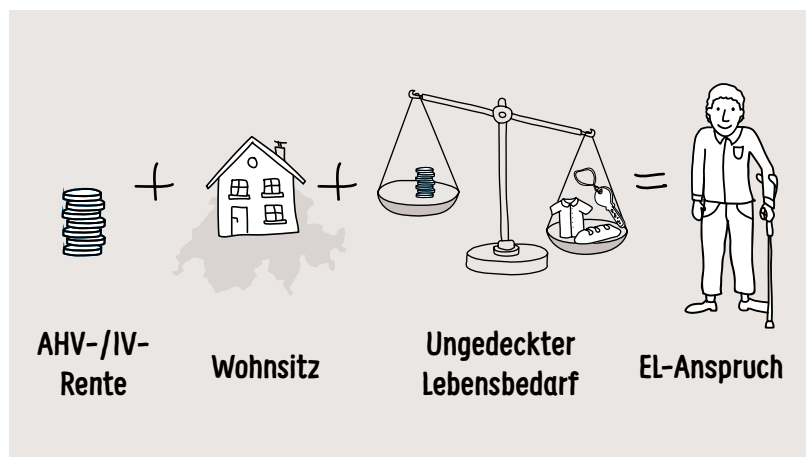 AHV-/IV-
Rente
Wohnsitz
Ungedeckter
Lebensbedarf
EL-Anspruch